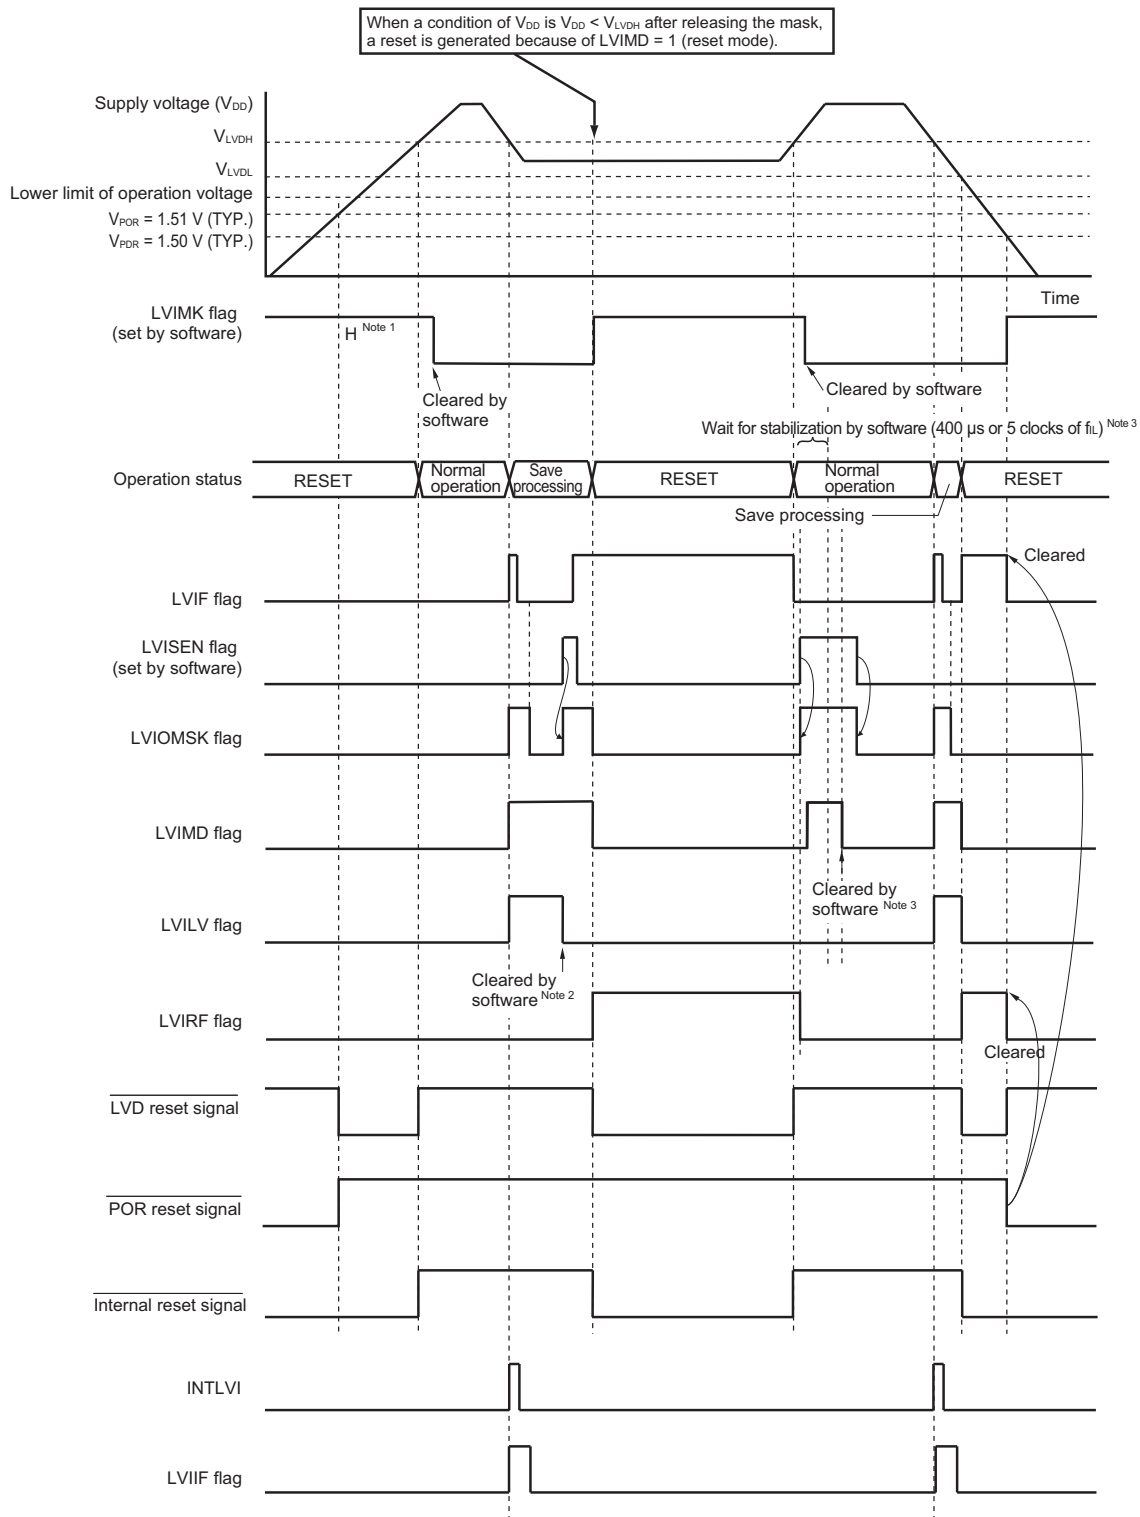 When a condition of VDD is VDD < VLVDH after releasing the mask,
a reset is generated because of LVIMD = 1 (reset mode).
Supply voltage (VDD)
VLVDH
VLVDL
Lower limit of operation voltage
VPOR = 1.51 V (TYP.)
VPDR = 1.50 V (TYP.)
Time
LVIMK flag
(set by software)
H Note 1
Cleared by
software
Cleared by software
Wait for stabilization by software (400 µs or 5 clocks of fIL) Note 3
Operation status
RESET
Normal
operation
Save
processing
RESET
Normal
operation
RESET
Save processing
Cleared
LVIF flag
LVISEN flag
(set by software)
LVIOMSK flag
LVIMD flag
Cleared by
software Note 3
LVILV flag
Cleared by
software Note 2
LVIRF flag
Cleared
LVD reset signal
POR reset signal
Internal reset signal
INTLVI
LVIIF flag